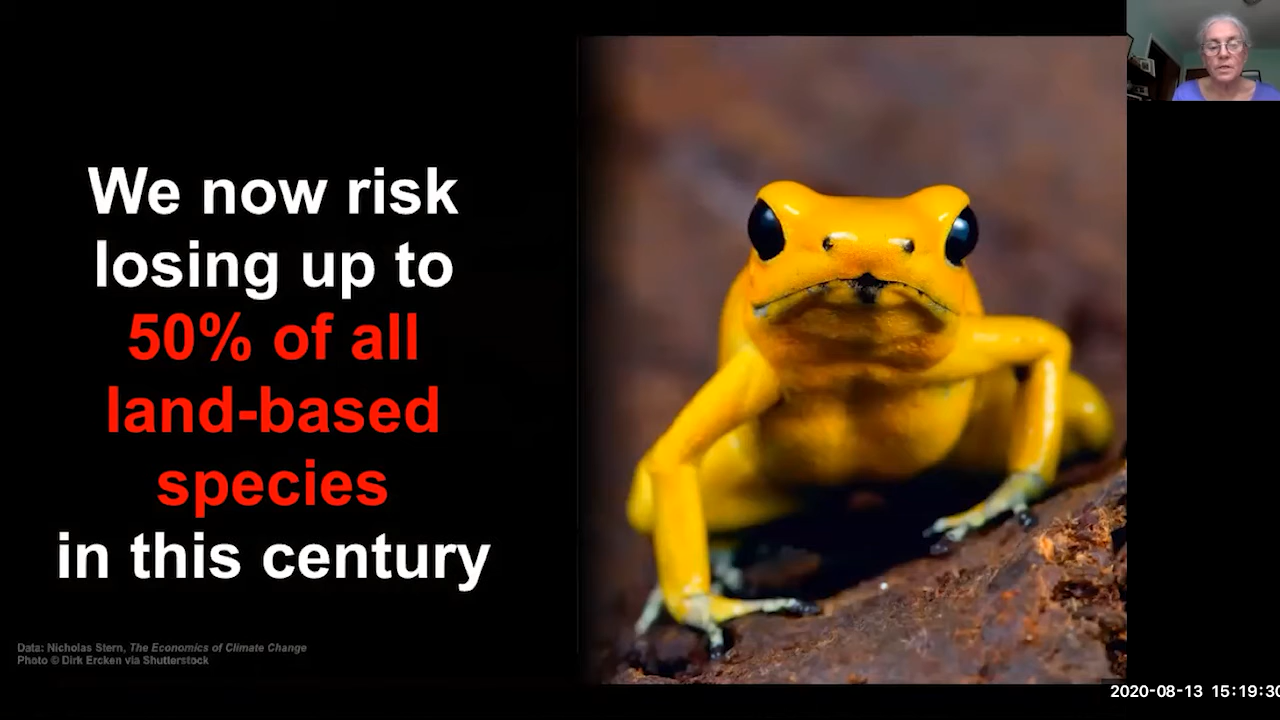 We now risk
losing up to
50% of all
land-based
species
in this century
Data: Nicholas Stern, The Economics of Climate Change
Photo © Dirk Ercken via Shutterstock
2020-08-13 15:19:30